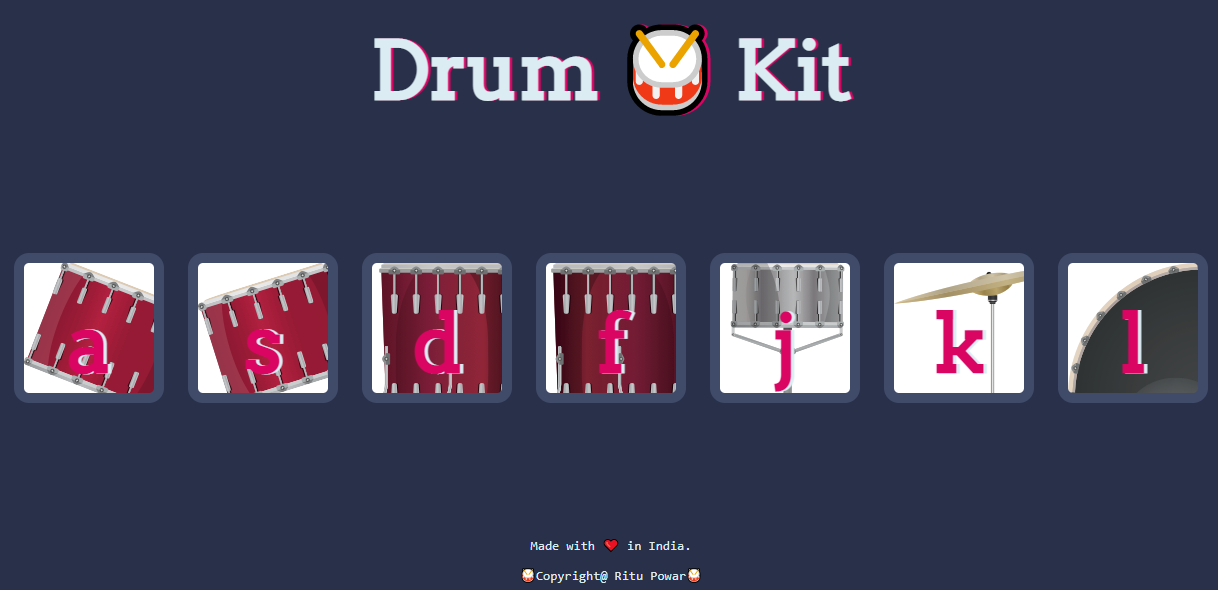 Drum 🥁 Kit
a s d f j k l
Made with ❤️ in India.
🥁Copyright@ Ritu Powar🥁